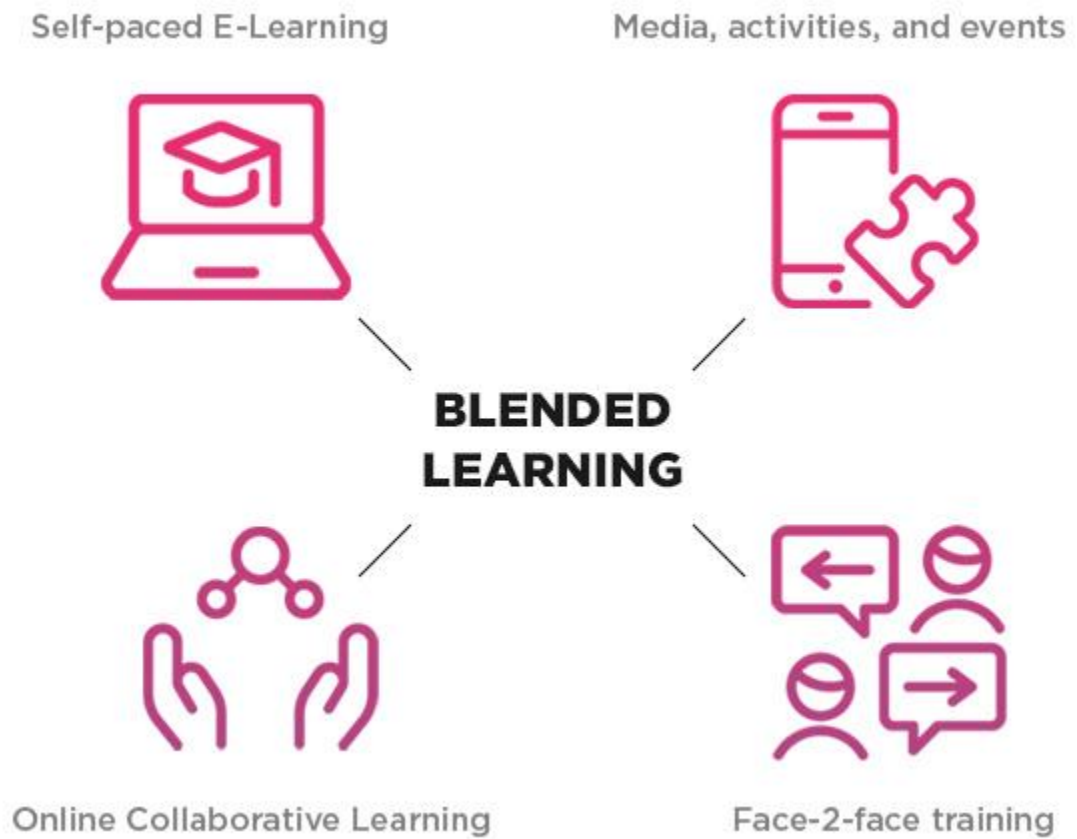 Self-paced E-Learning
Media, activities, and events
BLENDED
LEARNING
Online Collaborative Learning
Face-2-face training